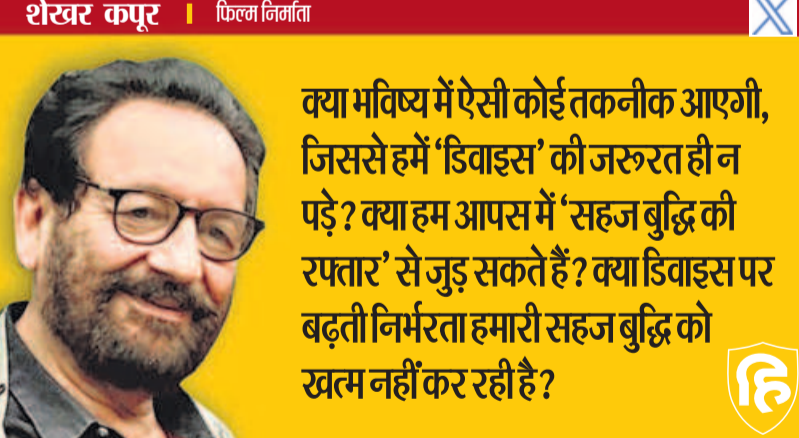 शेखर कपूर | फिल्म निर्माता
X
क्या भविष्य में ऐसी कोई तकनीक आएगी,
जिससे हमें ‘डिवाइस’ की जरूरत ही न
पड़े? क्या हम आपस में ‘सहज बुद्धि की
रफ्तार’ से जुड़ सकते हैं? क्या डिवाइस पर
बढ़ती निर्भरता हमारी सहज बुद्धि को
खत्म नहीं कर रही है?
हि